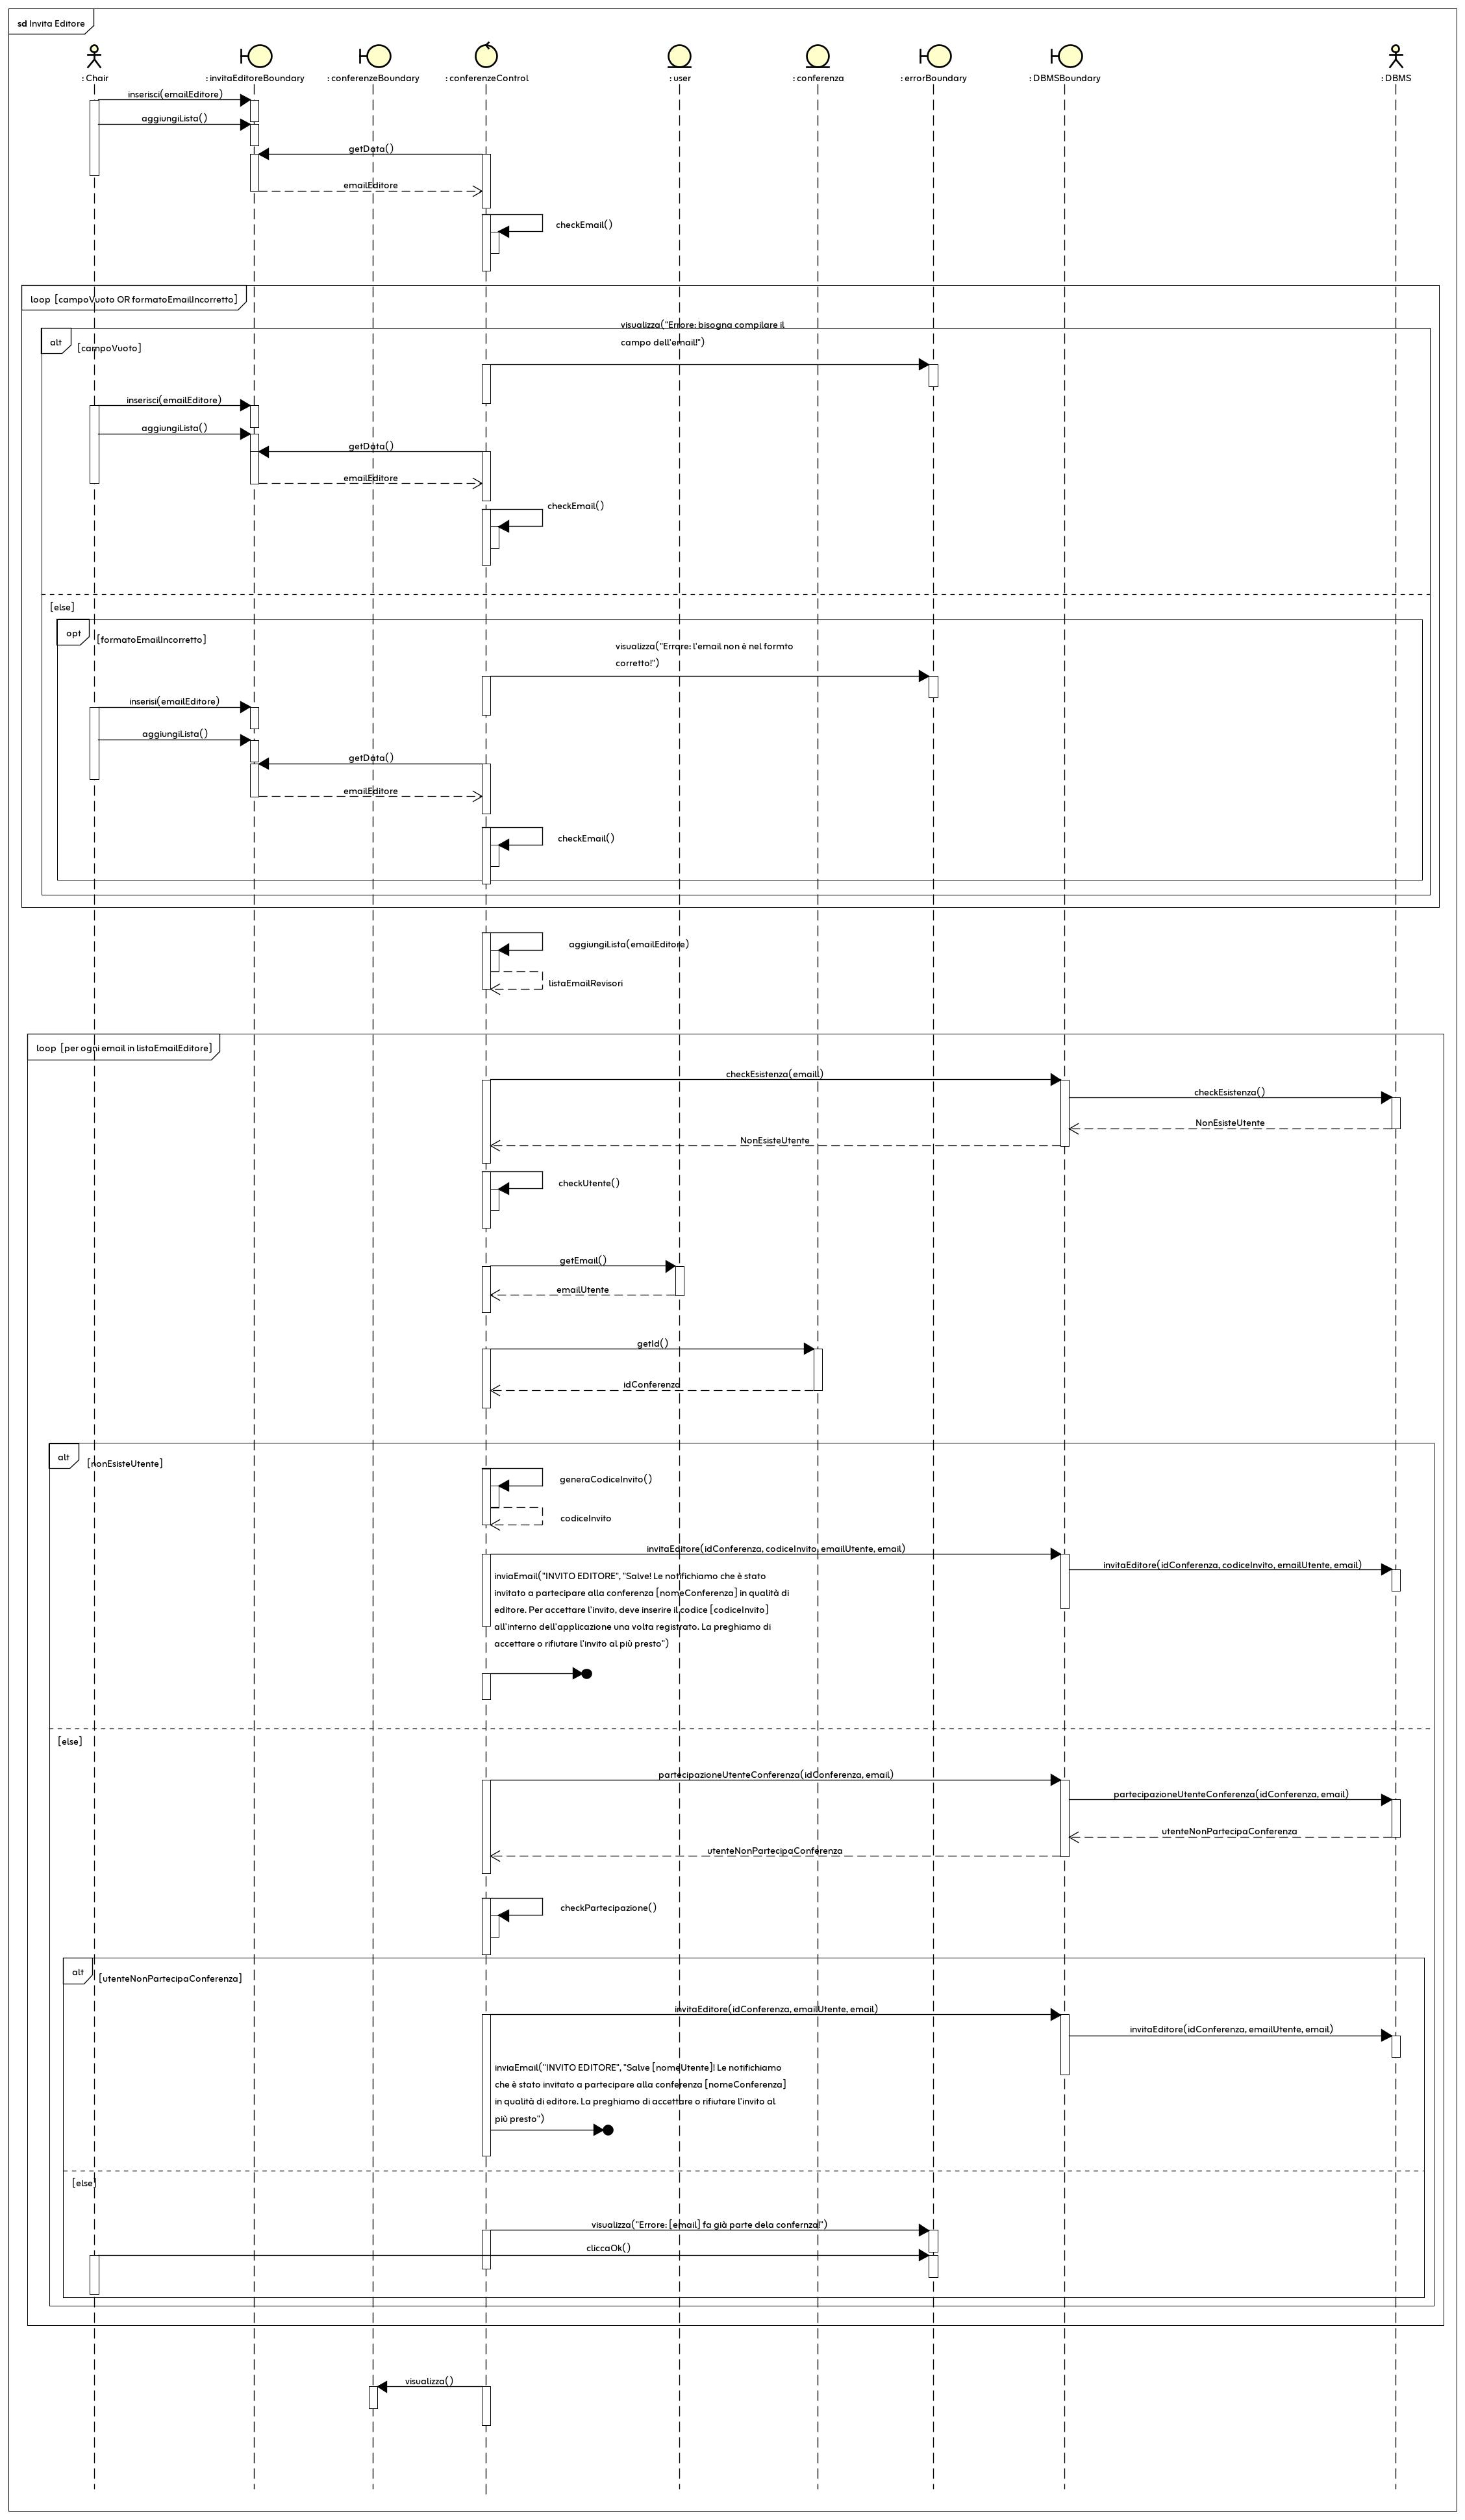 sd Invita Editore
: Chair
: invitaEditoreBoundary
: conferenzeBoundary
: conferenzeControl
: user
: conferenza
: errorBoundary
: DBMSBoundary
: DBMS
inserisci(emailEditore)
aggiungiLista()
getData()
emailEditore
checkEmail()
loop [campoVuoto OR formatoEmailIncorretto]
visualizza("Errore: bisogna compilare il
campo dell'email!")
alt
[campoVuoto]
inserisci(emailEditore)
aggiungiLista()
getData()
emailEditore
checkEmail()
[else]
opt
[formatoEmailIncorretto]
visualizza("Errore: l'email non è nel formto
corretto!")
inserisi(emailEditore)
aggiungiLista()
getData()
emailEditore
checkEmail()
aggiungiLista(emailEditore)
listaEmailRevisori
loop [per ogni email in listaEmailEditore]
checkEsistenza(emaill)
checkEsistenza()
NonEsisteUtente
NonEsisteUtente
checkUtente()
getEmail()
emailUtente
getId()
idConferenza
alt
[nonEsisteUtente]
generaCodiceInvito()
codiceInvito
invitaEditore(idConferenza, codiceInvito, emailUtente, email)
invitaEditore(idConferenza, codiceInvito, emailUtente, email)
inviaEmail("INVITO EDITORE", "Salve! Le notifichiamo che è stato
invitato a partecipare alla conferenza [nomeConferenza] in qualità di
editore. Per accettare l'invito, deve inserire il codice [codiceInvito]
all'interno dell'applicazione una volta registrato. La preghiamo di
accettare o rifiutare l'invito al più presto")
[else]
partecipazioneUtenteConferenza(idConferenza, email)
partecipazioneUtenteConferenza(idConferenza, email)
utenteNonPartecipaConferenza
utenteNonPartecipaConferenza
checkPartecipazione()
alt
[utenteNonPartecipaConferenza]
invitaEditore(idConferenza, emailUtente, email)
invitaEditore(idConferenza, emailUtente, email)
inviaEmail("INVITO EDITORE", "Salve [nomeUtente]! Le notifichiamo
che è stato invitato a partecipare alla conferenza [nomeConferenza]
in qualità di editore. La preghiamo di accettare o rifiutare l'invito al
più presto")
[else]
visualizza("Errore: [email] fa già parte dela confernza!")
cliccaOk()
visualizza()